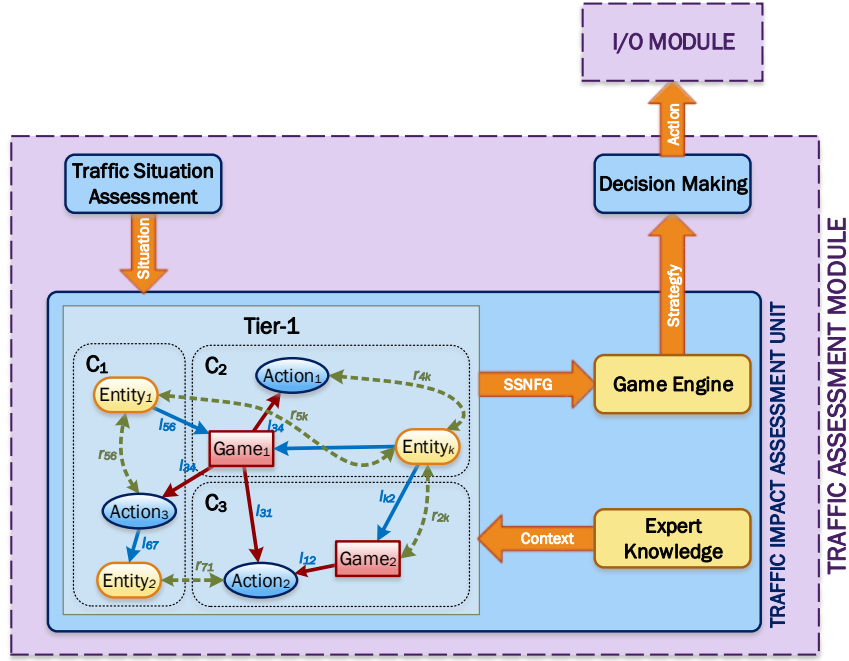 I/O MODULE
Action
Traffic Situation
Assessment
Decision Making
Situation
Strategfy
TRAFFIC ASSESSMENT MODULE
TRAFFIC IMPACT ASSESSMENT UNIT
Tier-1
C1
C2
Action1
r4k
Entity1
r5k
SSNFG
Game Engine
l56
l34
r56
Game1
Entityk
l34
C3
Action3
l31
lk2
r2k
Context
Expert
Knowledge
l67
l12
Game2
r71
Entity2
Action2